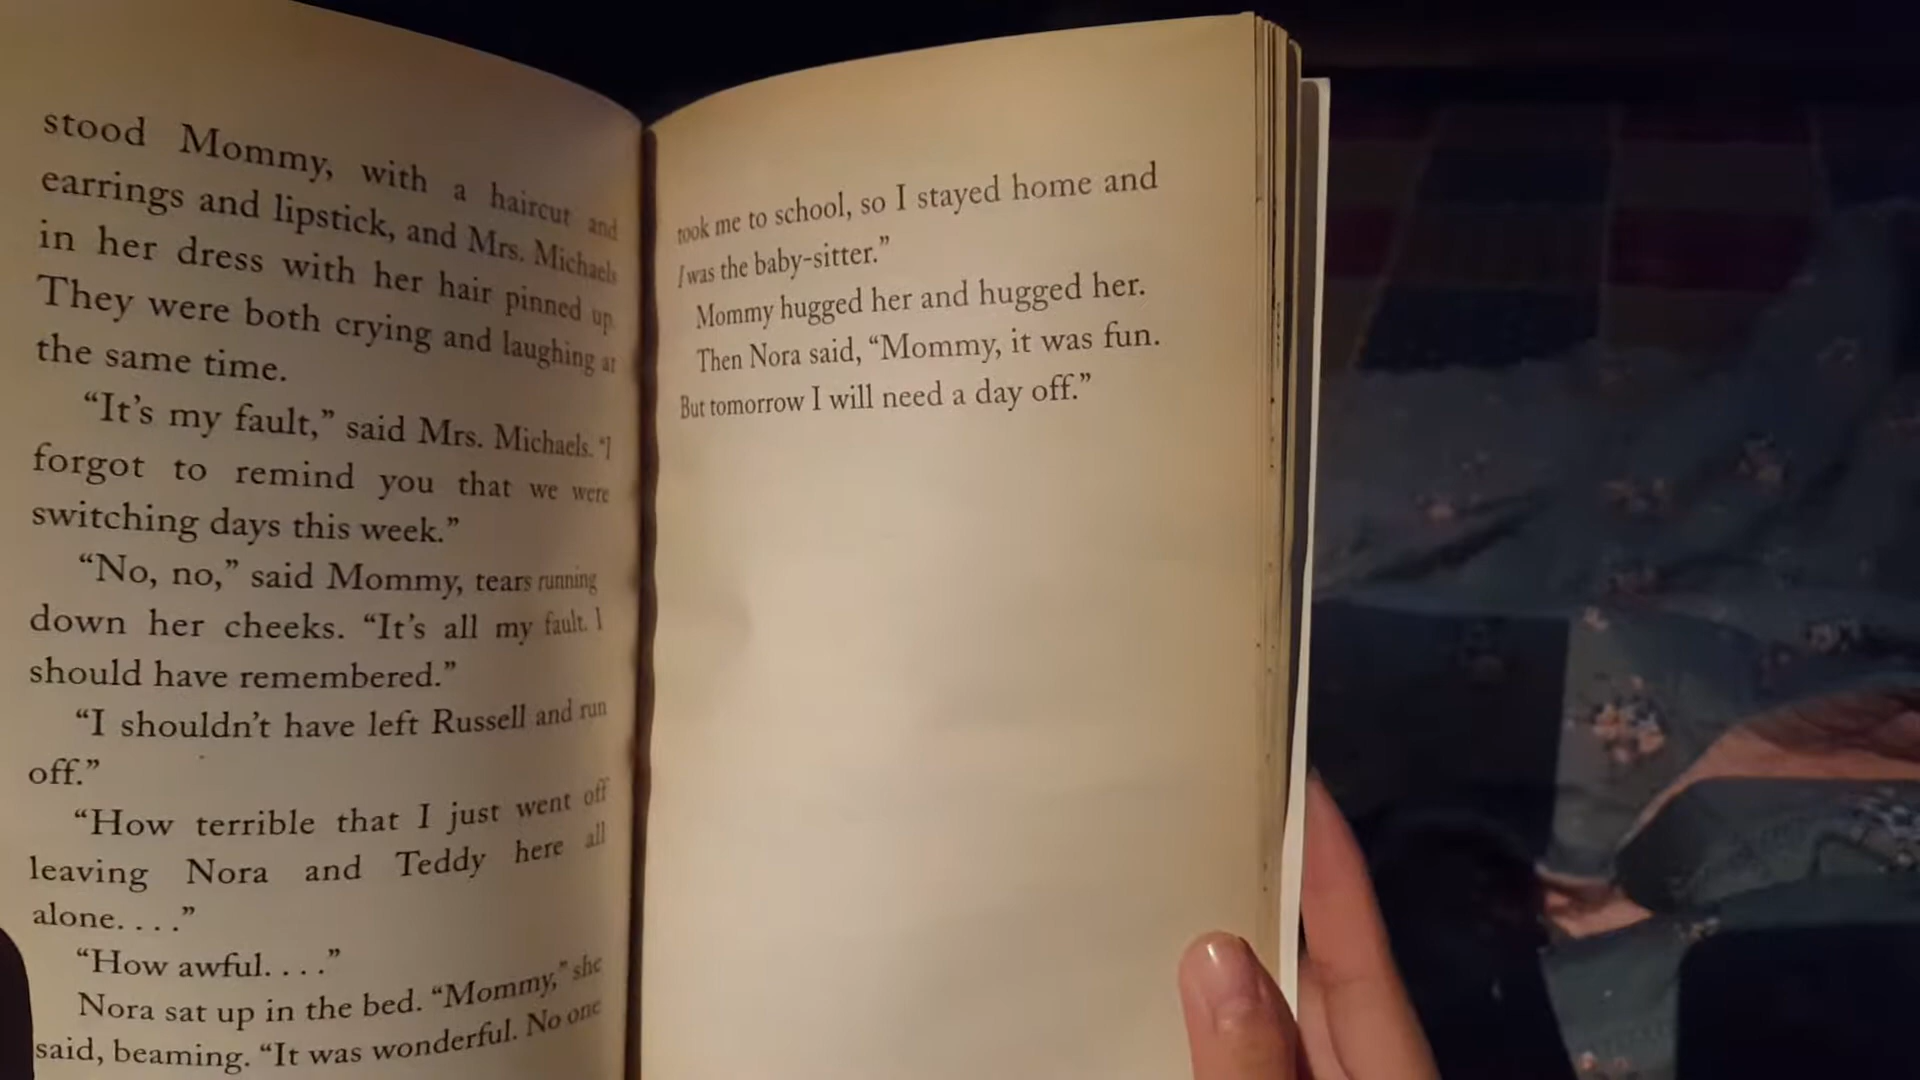 stood Mommy, with a haircut and
earrings and lipstick, and Mrs. Michaels
in her dress with her hair pinned up.
They were both crying and laughing at
the same time.
“It’s my fault,” said Mrs. Michaels. “I
forgot to remind you that we were
switching days this week.”
“No, no,” said Mommy, tears running
down her cheeks. “It’s all my fault. I
should have remembered.”
“I shouldn’t have left Russell and run
off.”
“How terrible that I just went off
leaving Nora and Teddy here all
alone. . . .”
“How awful. . . .”
Nora sat up in the bed. “Mommy,” she
said, beaming. “It was wonderful. No one
took me to school, so I stayed home and
I was the baby-sitter.”
Mommy hugged her and hugged her.
Then Nora said, “Mommy, it was fun.
But tomorrow I will need a day off.”